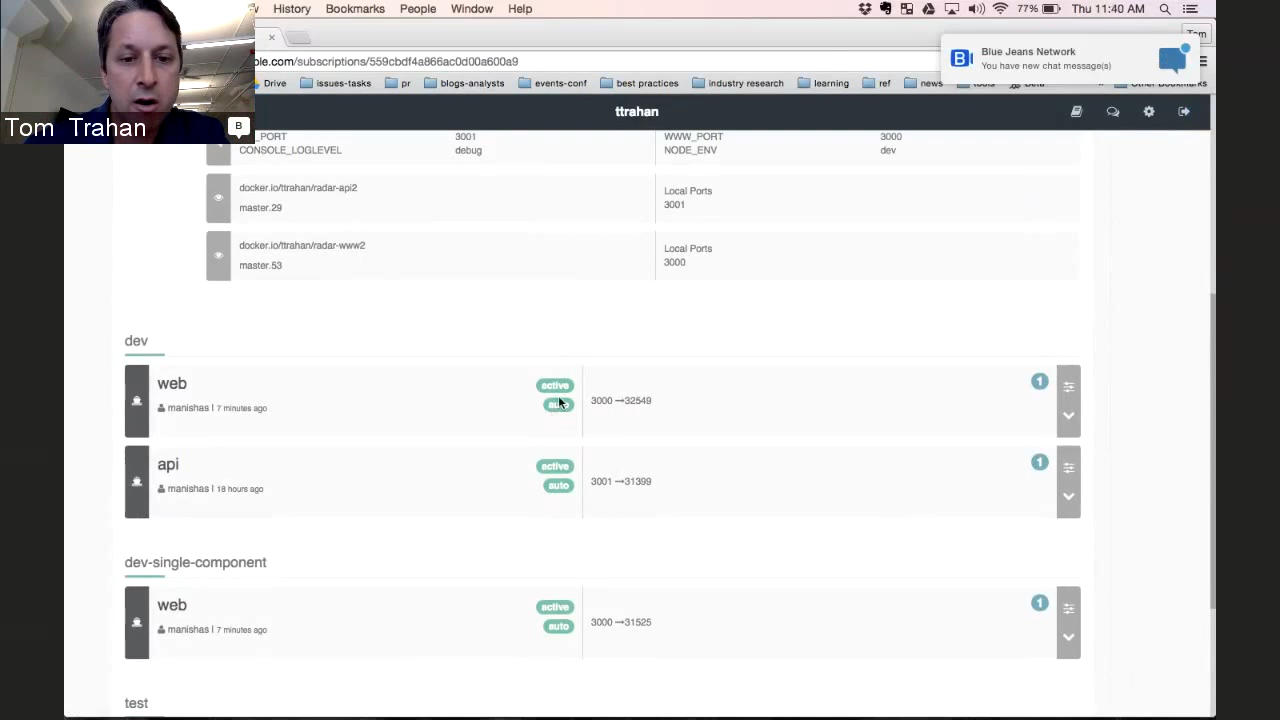 History Bookmarks People Window Help
77% Thu 11:40 AM
Tom
ble.com/subscriptions/559cbdf4a866ac0d00a600a9
Blue Jeans Network
You have new chat message(s)
Drive issues-tasks pr blogs-analysts events-conf best practices industry research learning ref news
Tom Trahan
B
ttrahan
_PORT 3001 WWW_PORT 3000
CONSOLE_LOGLEVEL debug NODE_ENV dev
docker.io/ttrahan/radar-api2 Local Ports
master.29 3001
docker.io/ttrahan/radar-www2 Local Ports
master.53 3000
dev
web active 1
manishas | 7 minutes ago 3000 →32549
api active 1
manishas | 18 hours ago auto 3001 →31399
dev-single-component
web active 1
manishas | 7 minutes ago auto 3000 →31525
test